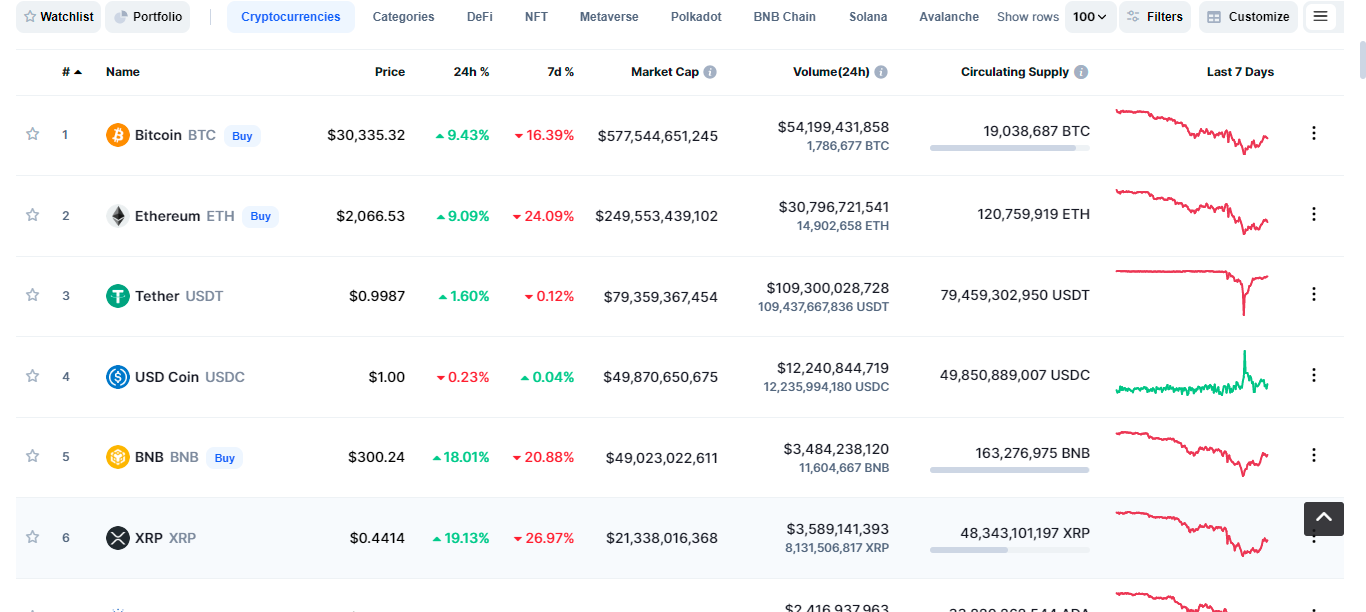 Watchlist Portfolio Cryptocurrencies Categories DeFi NFT Metaverse Polkadot BNB Chain Solana Avalanche Show rows 100 Filters Customize
# Name Price 24h % 7d % Market Cap Volume(24h) Circulating Supply Last 7 Days
1 Bitcoin BTC Buy $30,335.32 9.43% 16.39% $577,544,651,245 $54,199,431,858 19,038,687 BTC
1,786,677 BTC
2 Ethereum ETH Buy $2,066.53 9.09% 24.09% $249,553,439,102 $30,796,721,541 120,759,919 ETH
14,902,658 ETH
3 Tether USDT $0.9987 1.60% 0.12% $79,359,367,454 $109,300,028,728 79,459,302,950 USDT
109,437,667,836 USDT
4 USD Coin USDC $1.00 0.23% 0.04% $49,870,650,675 $12,240,844,719 49,850,889,007 USDC
12,235,994,180 USDC
5 BNB BNB Buy $300.24 18.01% 20.88% $49,023,022,611 $3,484,238,120 163,276,975 BNB
11,604,667 BNB
6 XRP XRP $0.4414 19.13% 26.97% $21,338,016,368 $3,589,141,393 48,343,101,197 XRP
8,131,506,817 XRP
$2,416,937,963